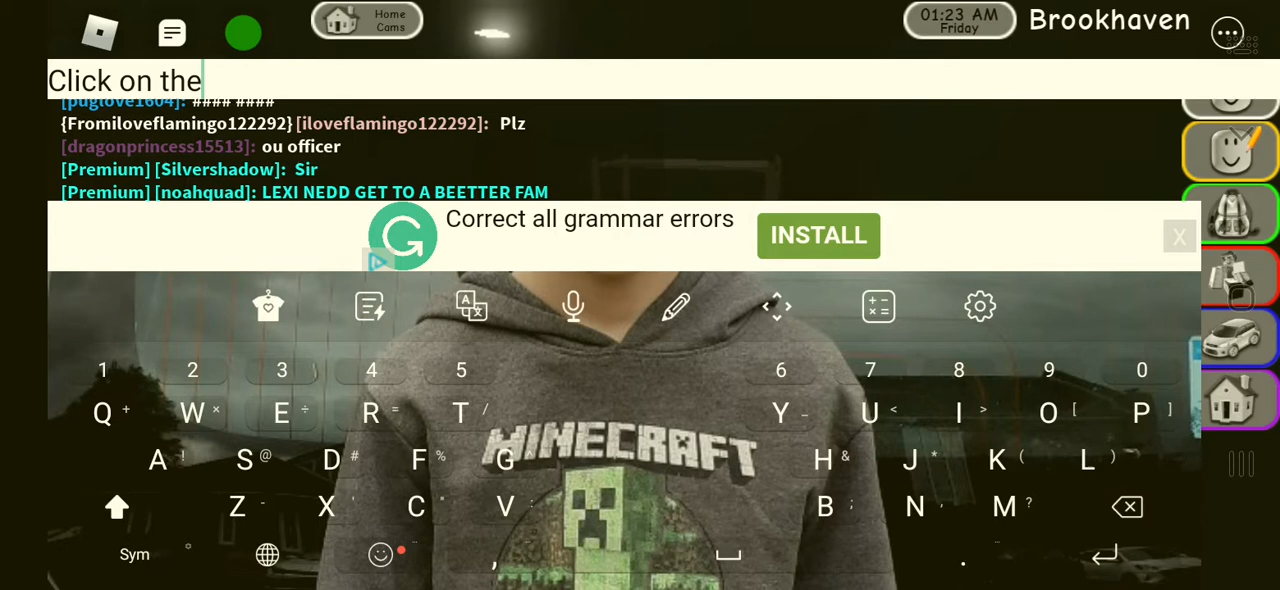 Home
Cams
01:23 AM
Friday
Brookhaven
Click on the
[puglove1604]: #### ####
{Fromiloveflamingo122292} [iloveflamingo122292]: Plz
[dragonprincess15513]: ou officer
[Premium] [Silvershadow]: Sir
[Premium] [noahquad]: LEXI NEDD GET TO A BEETTER FAM
Correct all grammar errors
INSTALL
X
1 2 3 \ 4 5 6 7 8 9 0
Q + W × E ÷ R = T / Y _ U < I > O [ P ]
A ! S @ D # F % G H & J * K ( L )
MINECRAFT
Z - X ' C " V : B ; N , M ?
Sym , .